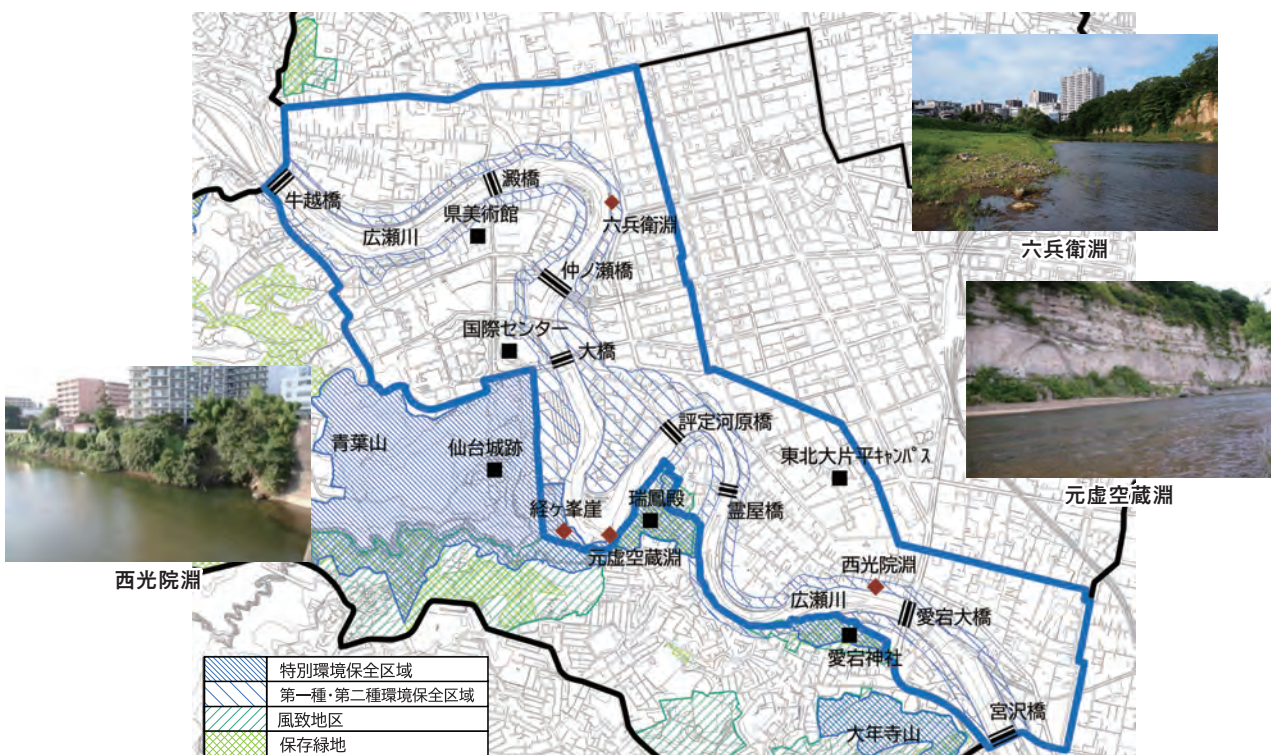 牛越橋
澱橋
県美術館
広瀬川
六兵衛淵
六兵衛淵
仲ノ瀬橋
国際センター
大橋
評定河原橋
青葉山
仙台城跡
東北大片平キャンパス
元虚空蔵淵
経ヶ峯崖
瑞鳳殿
霊屋橋
元虚空蔵淵
西光院淵
西光院淵
広瀬川
愛宕大橋
愛宕神社
宮沢橋
大年寺山
特別環境保全区域
第一種・第二種環境保全区域
風致地区
保存緑地